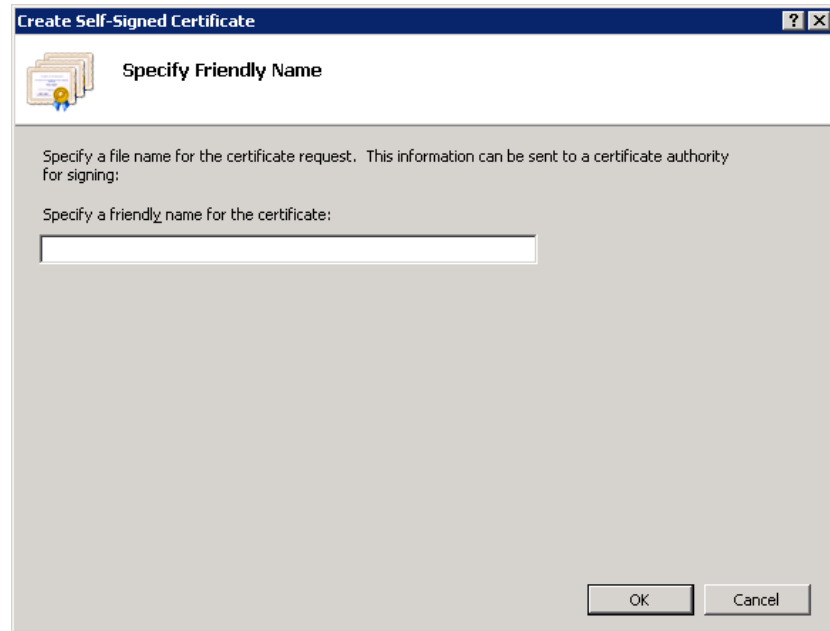 Create Self-Signed Certificate
Specify Friendly Name
Specify a file name for the certificate request.  This information can be sent to a certificate authority
for signing:
Specify a friendly name for the certificate:
OK
Cancel